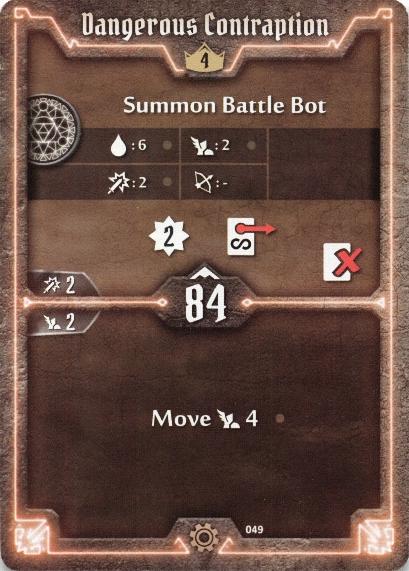 Dangerous Contraption
4
Summon Battle Bot
:6 :2
:2 :-
2
2
84
2
Move 4
049